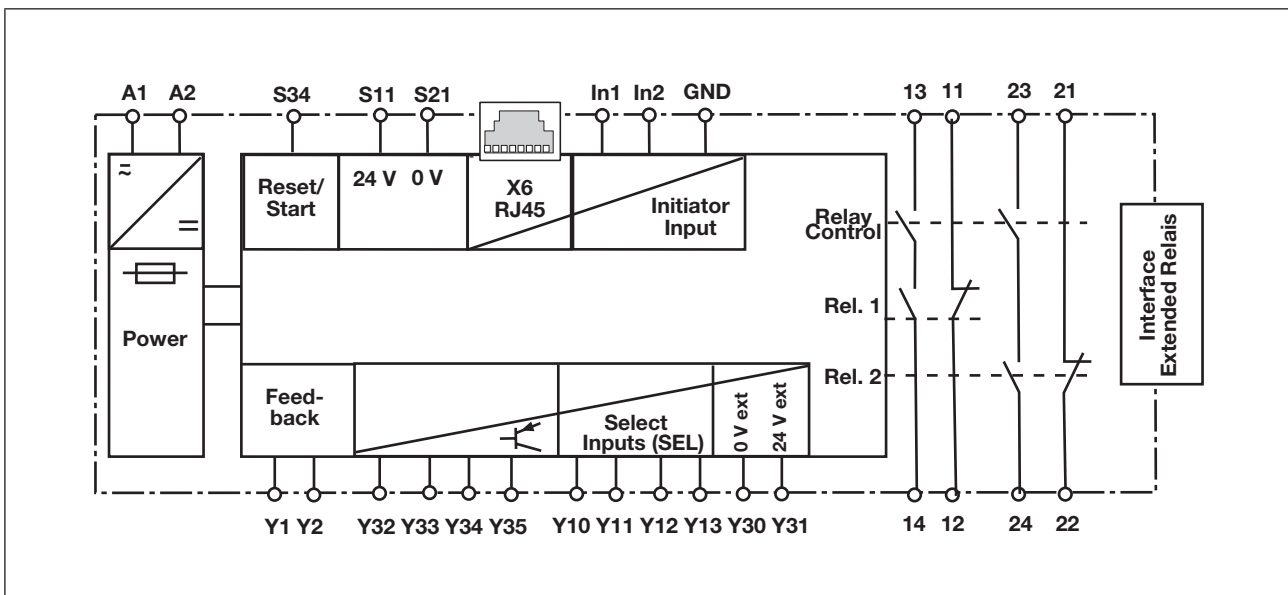 A1 A2 S34 S11 S21 In1 In2 GND 13 11 23 21
Reset/
Start
24 V 0 V
X6
RJ45
Initiator
Input
Relay
Control
Interface
Extended Relais
Power
Rel. 1
Rel. 2
Feed-
back
Select
Inputs (SEL)
0 V ext
24 V ext
Y1 Y2 Y32 Y33 Y34 Y35 Y10 Y11 Y12 Y13 Y30 Y31 14 12 24 22